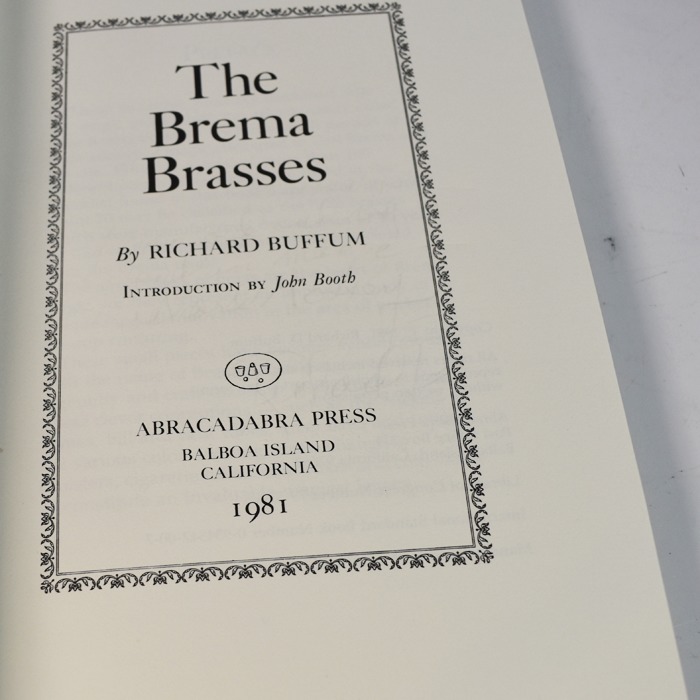 The
Brema
Brasses
By RICHARD BUFFUM
INTRODUCTION BY John Booth
ABRACADABRA PRESS
BALBOA ISLAND
CALIFORNIA
1981